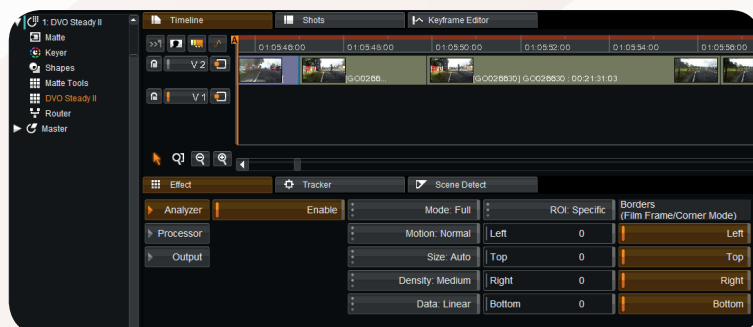 1: DVO Steady II
Matte
Keyer
Shapes
Matte Tools
DVO Steady II
Router
Master
Timeline
Shots
Keyframe Editor
A
01:05:46:00
01:05:48:00
01:05:50:00
01:05:52:00
01:05:54:00
01:05:56:00
V 2
GO0266...
[GO026630] GO026630 : 00:21:31:03
V 1
Effect
Tracker
Scene Detect
Analyzer
Enable
Mode: Full
ROI: Specific
Borders
(Film Frame/Corner Mode)
Processor
Motion: Normal
Left 0
Left
Output
Size: Auto
Top 0
Top
Density: Medium
Right 0
Right
Data: Linear
Bottom 0
Bottom